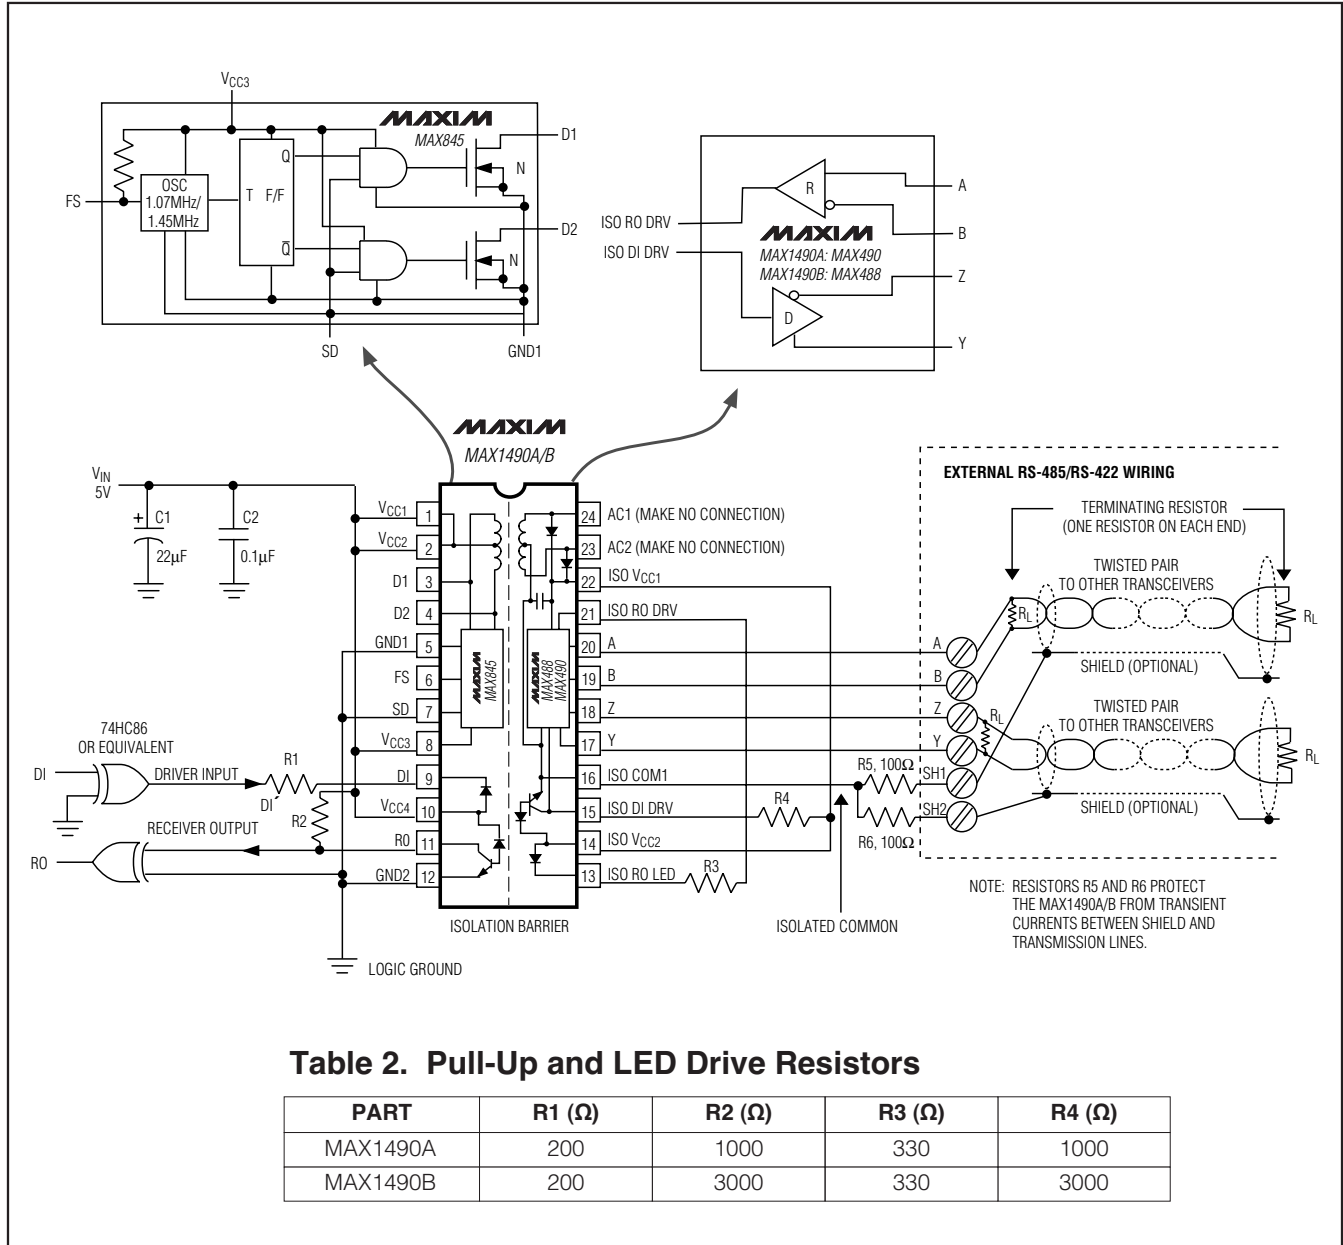 VCC3
MAXIM
MAX845
D1
N
Q
FS
OSC
1.07MHz/
1.45MHz
T F/F
D2
Q̅
N
SD
GND1
A
R
ISO RO DRV
B
MAXIM
ISO DI DRV
MAX1490A: MAX490
MAX1490B: MAX488
Z
D
Y
MAXIM
MAX1490A/B
VIN
5V
+ C1
22µF
C2
0.1µF
VCC1
1
VCC2
2
D1
3
D2
4
GND1
5
FS
6
SD
7
VCC3
8
DI
9
VCC4
10
RO
11
GND2
12
MAXIM
MAX845
MAXIM
MAX488
MAX490
24 AC1 (MAKE NO CONNECTION)
23 AC2 (MAKE NO CONNECTION)
22 ISO VCC1
21 ISO RO DRV
20 A
19 B
18 Z
17 Y
16 ISO COM1
15 ISO DI DRV
14 ISO VCC2
13 ISO RO LED
74HC86
OR EQUIVALENT
DI
DRIVER INPUT
R1
DI´
R2
RECEIVER OUTPUT
RO
R3
R4
R5, 100Ω
R6, 100Ω
ISOLATION BARRIER
ISOLATED COMMON
LOGIC GROUND
EXTERNAL RS-485/RS-422 WIRING
TERMINATING RESISTOR
(ONE RESISTOR ON EACH END)
TWISTED PAIR
TO OTHER TRANSCEIVERS
RL
RL
A
SHIELD (OPTIONAL)
B
Z
RL
TWISTED PAIR
TO OTHER TRANSCEIVERS
Y
RL
SH1
SHIELD (OPTIONAL)
SH2
NOTE: RESISTORS R5 AND R6 PROTECT
THE MAX1490A/B FROM TRANSIENT
CURRENTS BETWEEN SHIELD AND
TRANSMISSION LINES.
Table 2. Pull-Up and LED Drive Resistors
PART R1 (Ω) R2 (Ω) R3 (Ω) R4 (Ω)
MAX1490A 200 1000 330 1000
MAX1490B 200 3000 330 3000